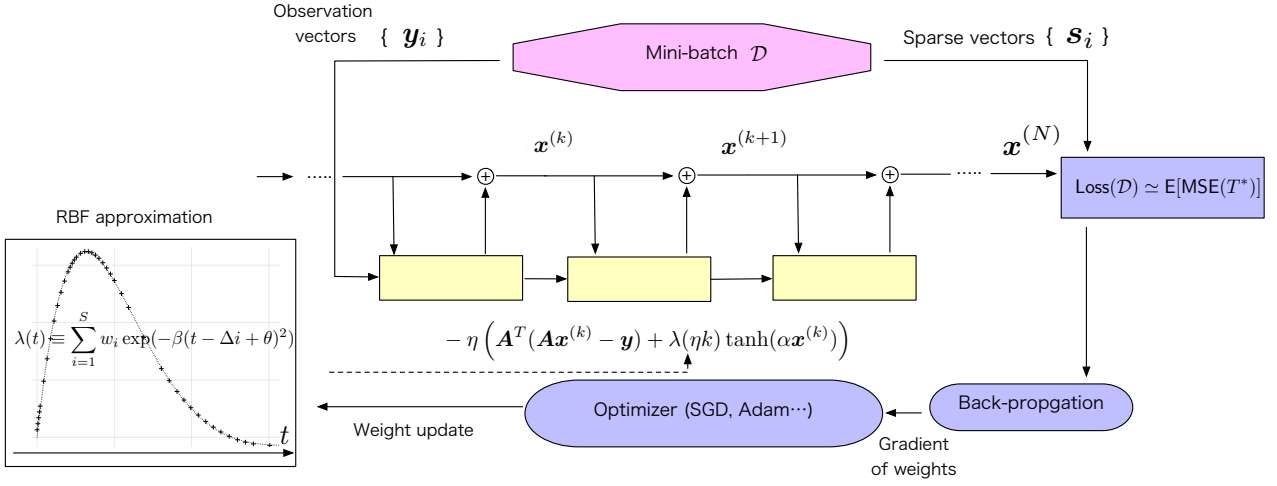 Observation
vectors { 𝒚_i }
Mini-batch 𝒟
Sparse vectors { 𝒔_i }
𝒙^(k)
𝒙^(k+1)
𝒙^(N)
.....
.....
Loss(𝒟) ≃ E[MSE(T*)]
RBF approximation
λ(t) ≡ ∑_{i=1}^{S} w_i exp(−β(t − Δi + θ)²)
t
− η (𝑨^T(𝑨𝒙^(k) − 𝒚) + λ(ηk) tanh(α𝒙^(k)))
Optimizer (SGD, Adam…)
Back-propgation
Weight update
Gradient
of weights